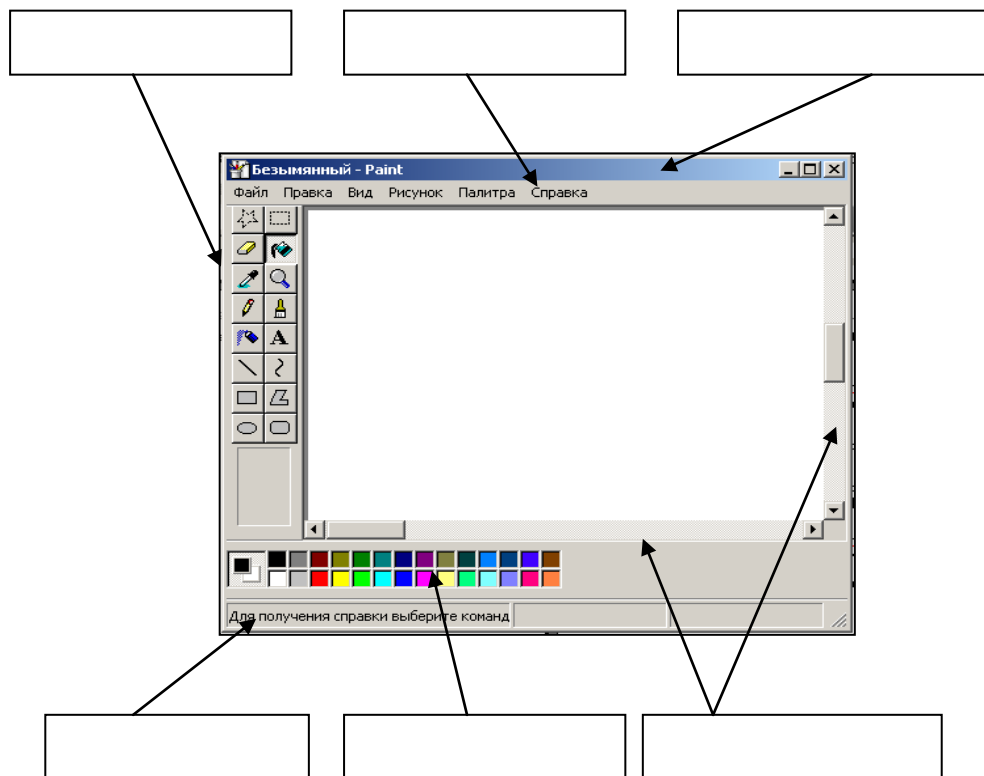 Безымянный - Paint
Файл Правка Вид Рисунок Палитра Справка
A
Для получения справки выберите команд